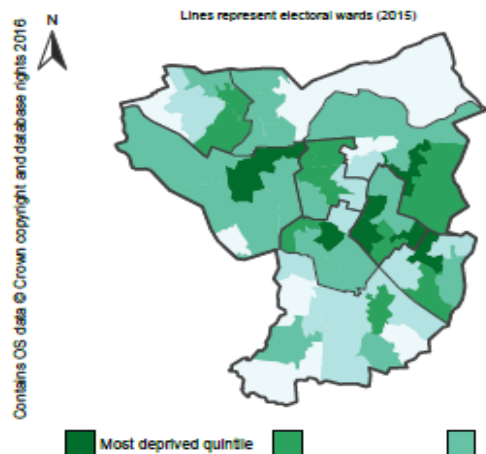 Lines represent electoral wards (2015)
N
Contains OS data © Crown copyright and database rights 2016
Most deprived quintile